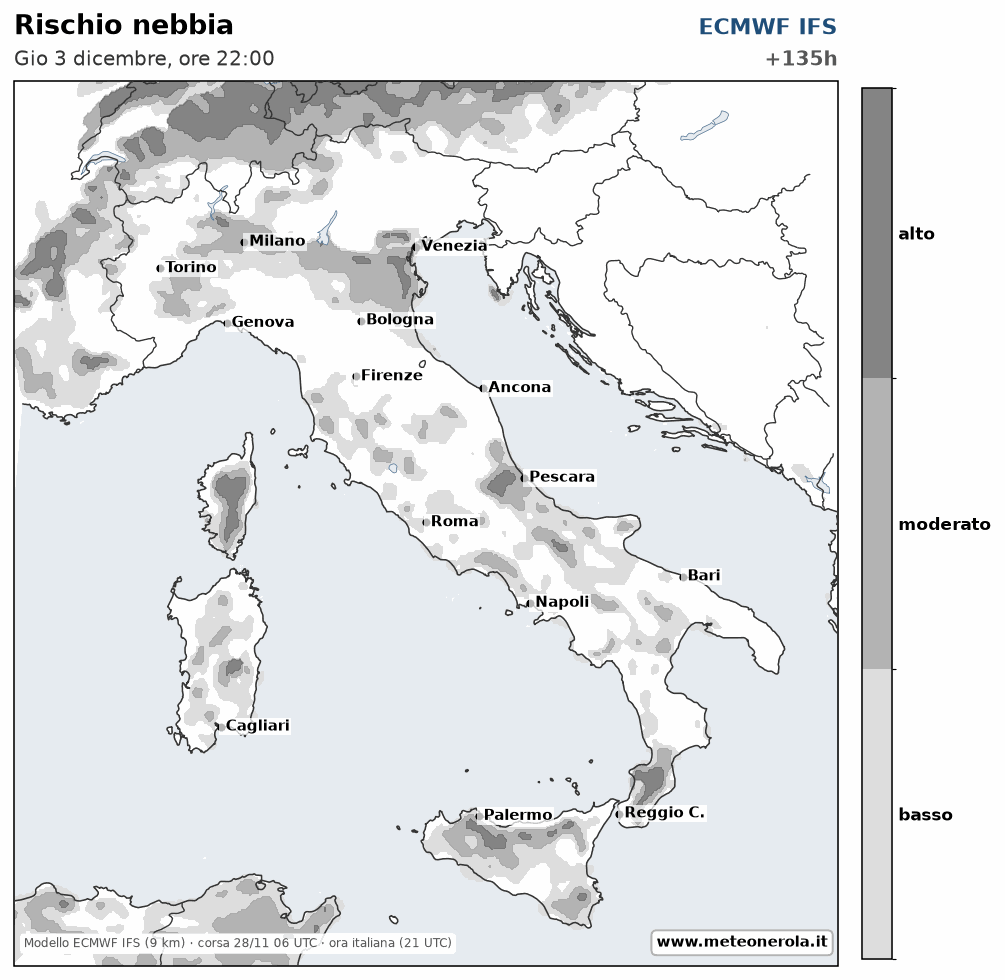 Rischio nebbia
ECMWF IFS
Gio 3 dicembre, ore 22:00
+135h
alto
moderato
basso
Milano
Venezia
Torino
Genova
Bologna
Firenze
Ancona
Pescara
Roma
Bari
Napoli
Cagliari
Palermo
Reggio C.
Modello ECMWF IFS (9 km) · corsa 28/11 06 UTC · ora italiana (21 UTC)
www.meteonerola.it